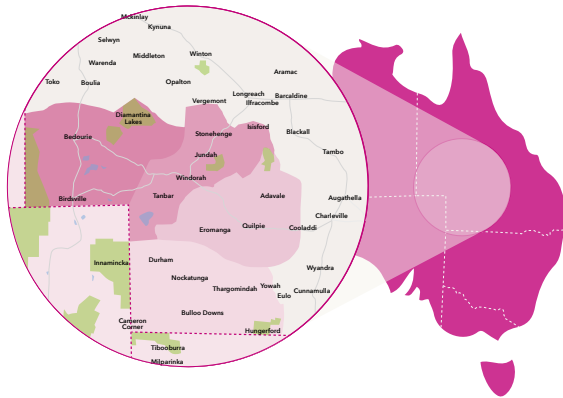 Mckinlay
Kynuna
Selwyn
Middleton
Winton
Warenda
Aramac
Toko
Boulia
Opalton
Longreach
Barcaldine
Vergemont
Ilfracombe
Diamantina
Lakes
Isisford
Bedourie
Stonehenge
Blackall
Jundah
Tambo
Windorah
Birdsville
Tanbar
Adavale
Augathella
Charleville
Eromanga
Quilpie
Cooladdi
Innamincka
Durham
Wyandra
Nockatunga
Thargomindah
Yowah
Eulo
Cunnamulla
Bulloo Downs
Cameron
Corner
Hungerford
Tibooburra
Milparinka